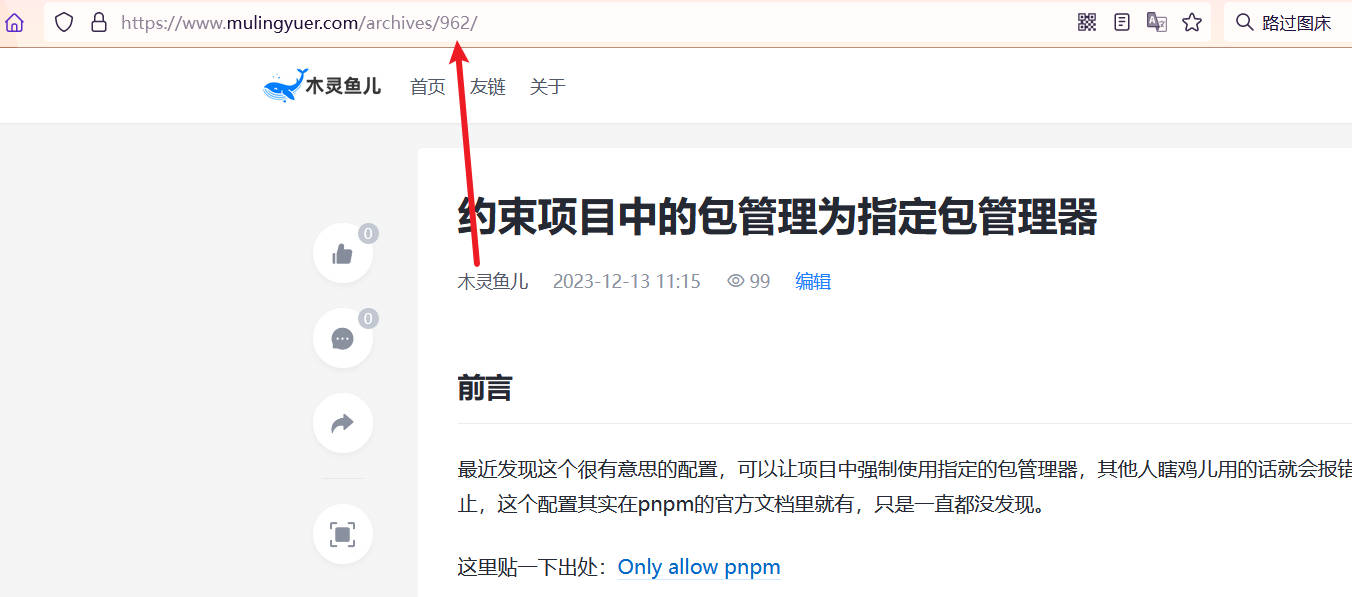 https://www.mulingyuer.com/archives/962/
路过图床
木灵鱼儿 首页 友链 关于
约束项目中的包管理为指定包管理器
0
木灵鱼儿 2023-12-13 11:15 99 编辑
0
前言
最近发现这个很有意思的配置，可以让项目中强制使用指定的包管理器，其他人瞎鸡儿用的话就会报错
止，这个配置其实在pnpm的官方文档里就有，只是一直都没发现。
这里贴一下出处：Only allow pnpm